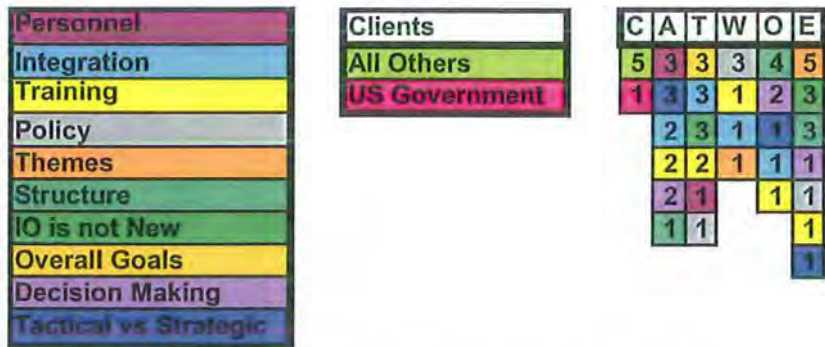 Personnel
Integration
Training
Policy
Themes
Structure
IO is not New
Overall Goals
Decision Making
Tactical vs Strategic
Clients
All Others
US Government
C A T W O E
5 3 3 3 4 5
1 3 3 1 2 3
2 3 1 1 3
2 2 1 1 1
2 1 1 1
1 1 1
1